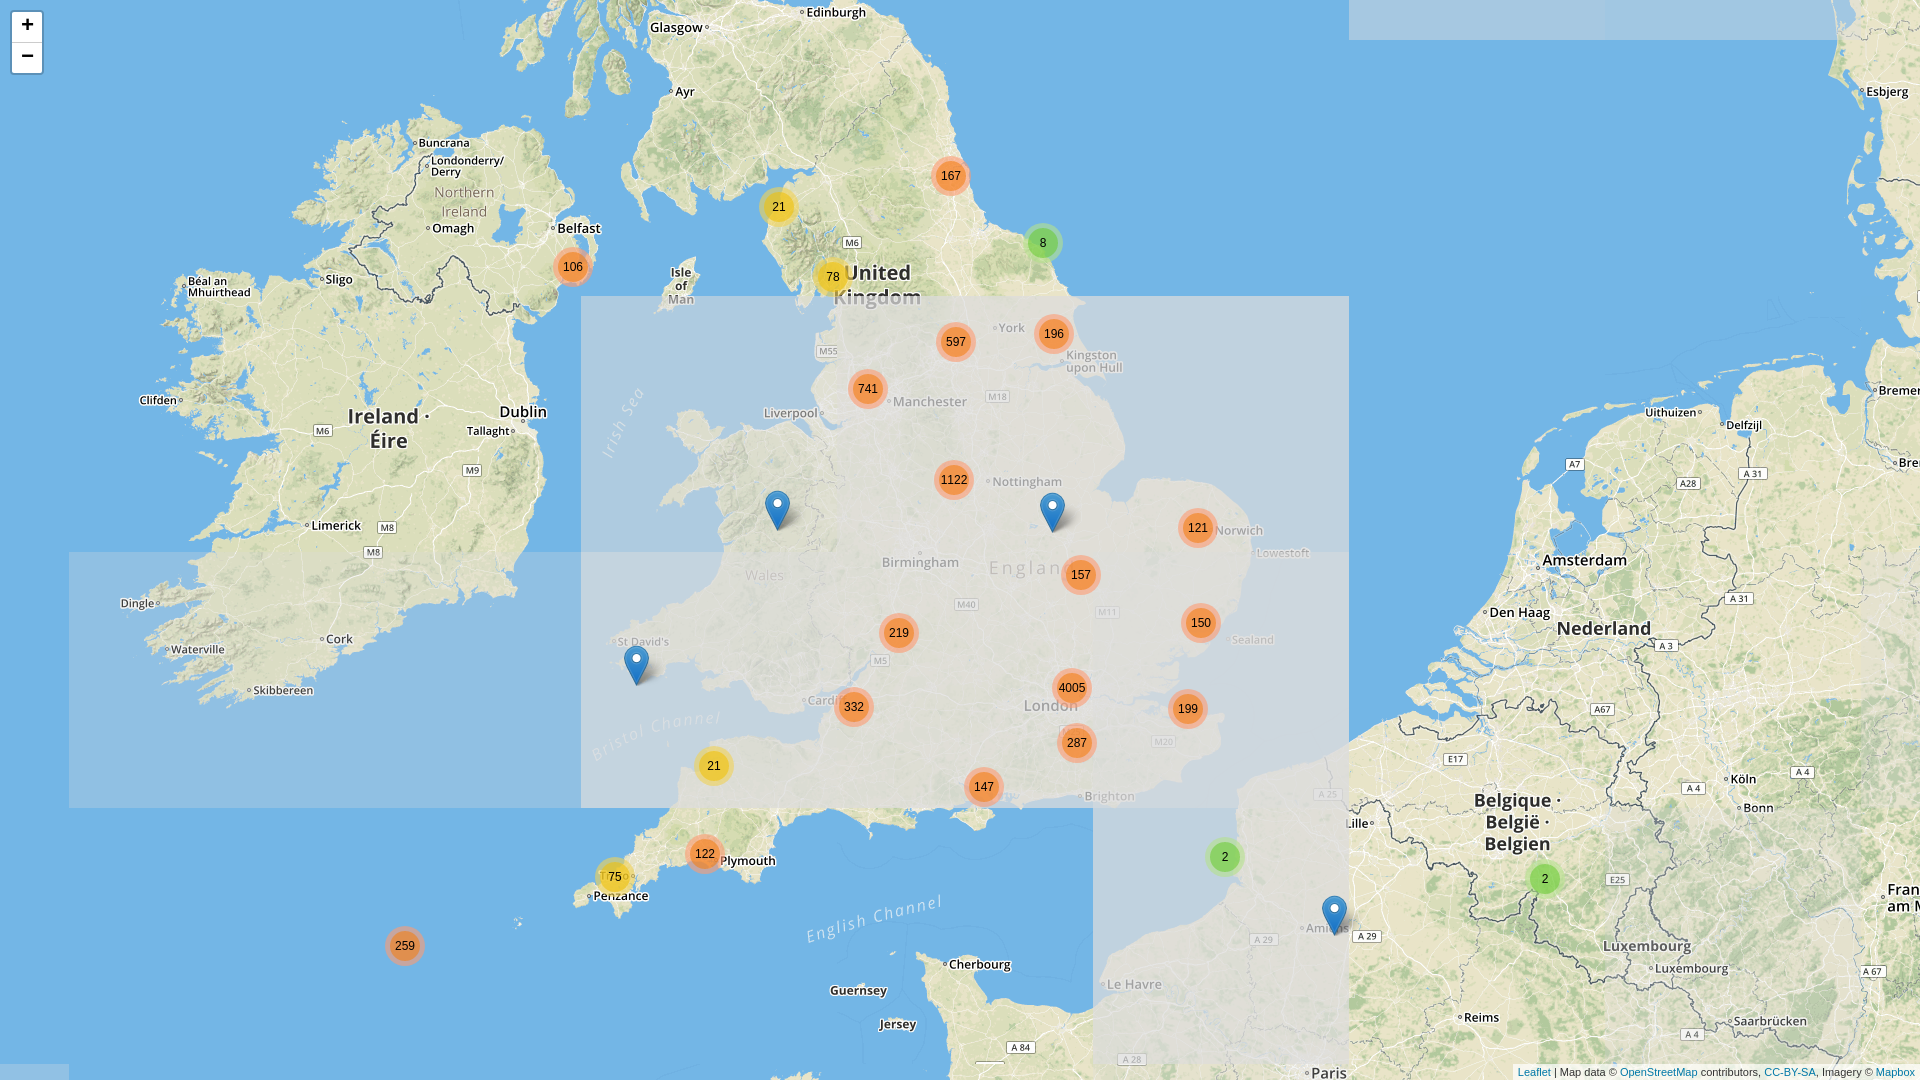 +
−
Edinburgh
Glasgow
Ayr
Esbjerg
Buncrana
Londonderry/
Derry
Northern
Ireland
Omagh
Belfast
167
21
M6
8
106
78
United
Kingdom
Isle
of
Man
Sligo
Béal an
Mhuirthead
597
York
196
Kingston
upon Hull
M55
741
Manchester
M18
Liverpool
Irish Sea
Clifden
Ireland ·
Éire
Dublin
Tallaght
M6
M9
Limerick
M8
M8
1122
Nottingham
121
Norwich
Lowestoft
Birmingham
Wales
157
M40
M11
219
150
Sealand
St David's
M5
Dingle
Cork
Waterville
Skibbereen
332
4005
London
199
287
M20
Bristol Channel
21
147
Brighton
122
Plymouth
75
Penzance
259
English Channel
Cherbourg
Guernsey
Jersey
A 84
Uithuizen
Delfzijl
A7
A 31
A28
Amsterdam
Den Haag
A 31
Nederland
A 3
A67
E17
Köln
A 4
A 4
Bonn
Belgique ·
België ·
Belgien
A 25
Lille
2
2
E25
Amiens
A 29
A 29
Luxembourg
Luxembourg
A 67
Le Havre
Reims
Saarbrücken
A 4
A 28
Paris
Leaflet | Map data © OpenStreetMap contributors, CC-BY-SA, Imagery © Mapbox